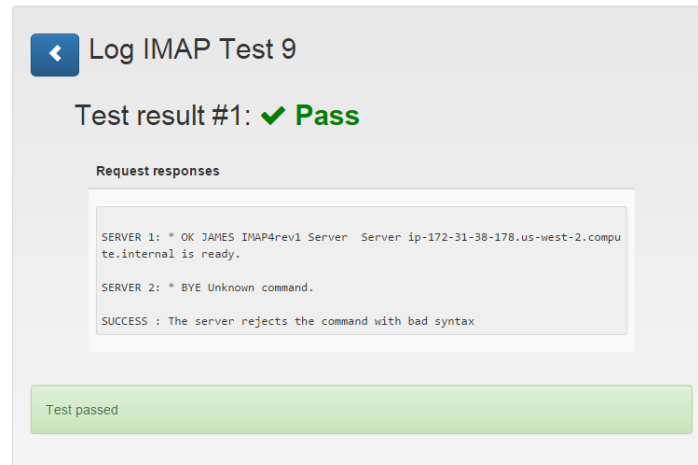 Log IMAP Test 9
Test result #1: ✔ Pass
Request responses
SERVER 1: * OK JAMES IMAP4rev1 Server  Server ip-172-31-38-178.us-west-2.compu
te.internal is ready.
SERVER 2: * BYE Unknown command.
SUCCESS : The server rejects the command with bad syntax
Test passed